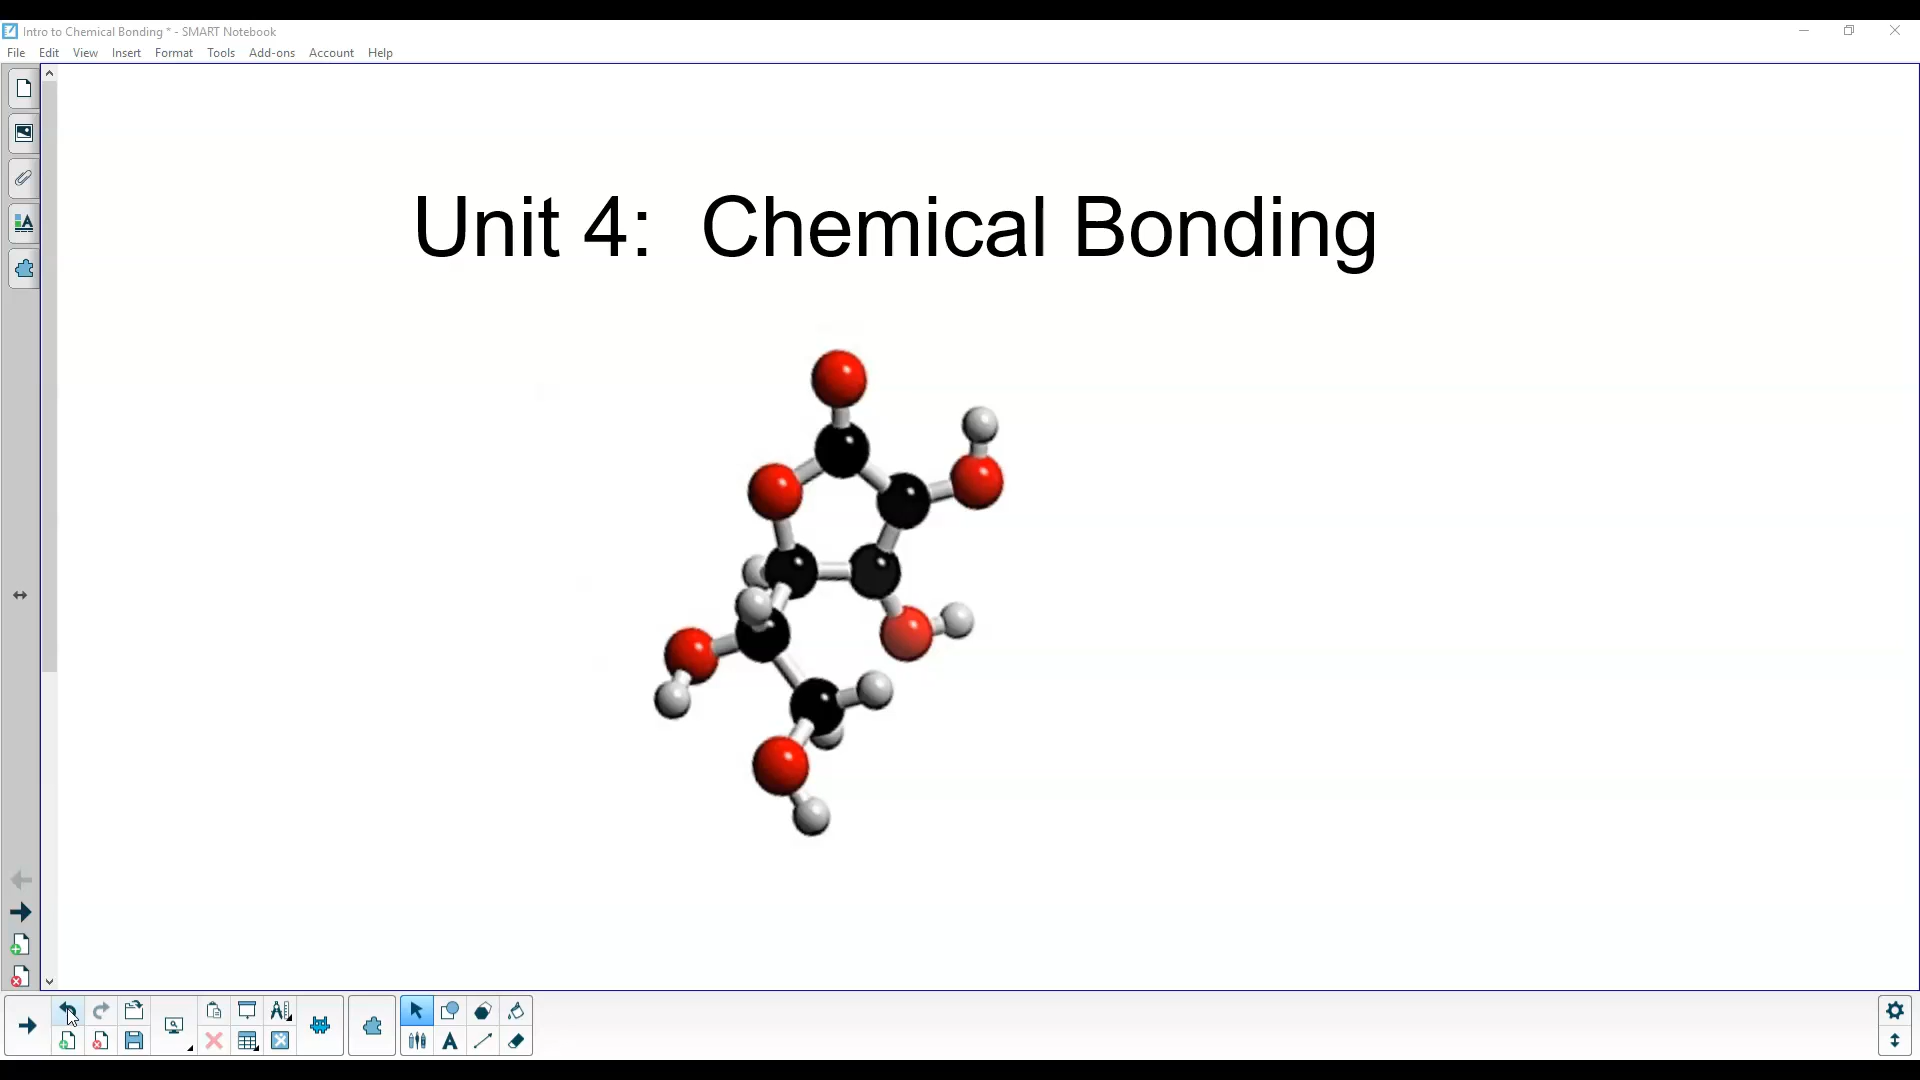 Intro to Chemical Bonding * - SMART Notebook
File Edit View Insert Format Tools Add-ons Account Help
Unit 4: Chemical Bonding